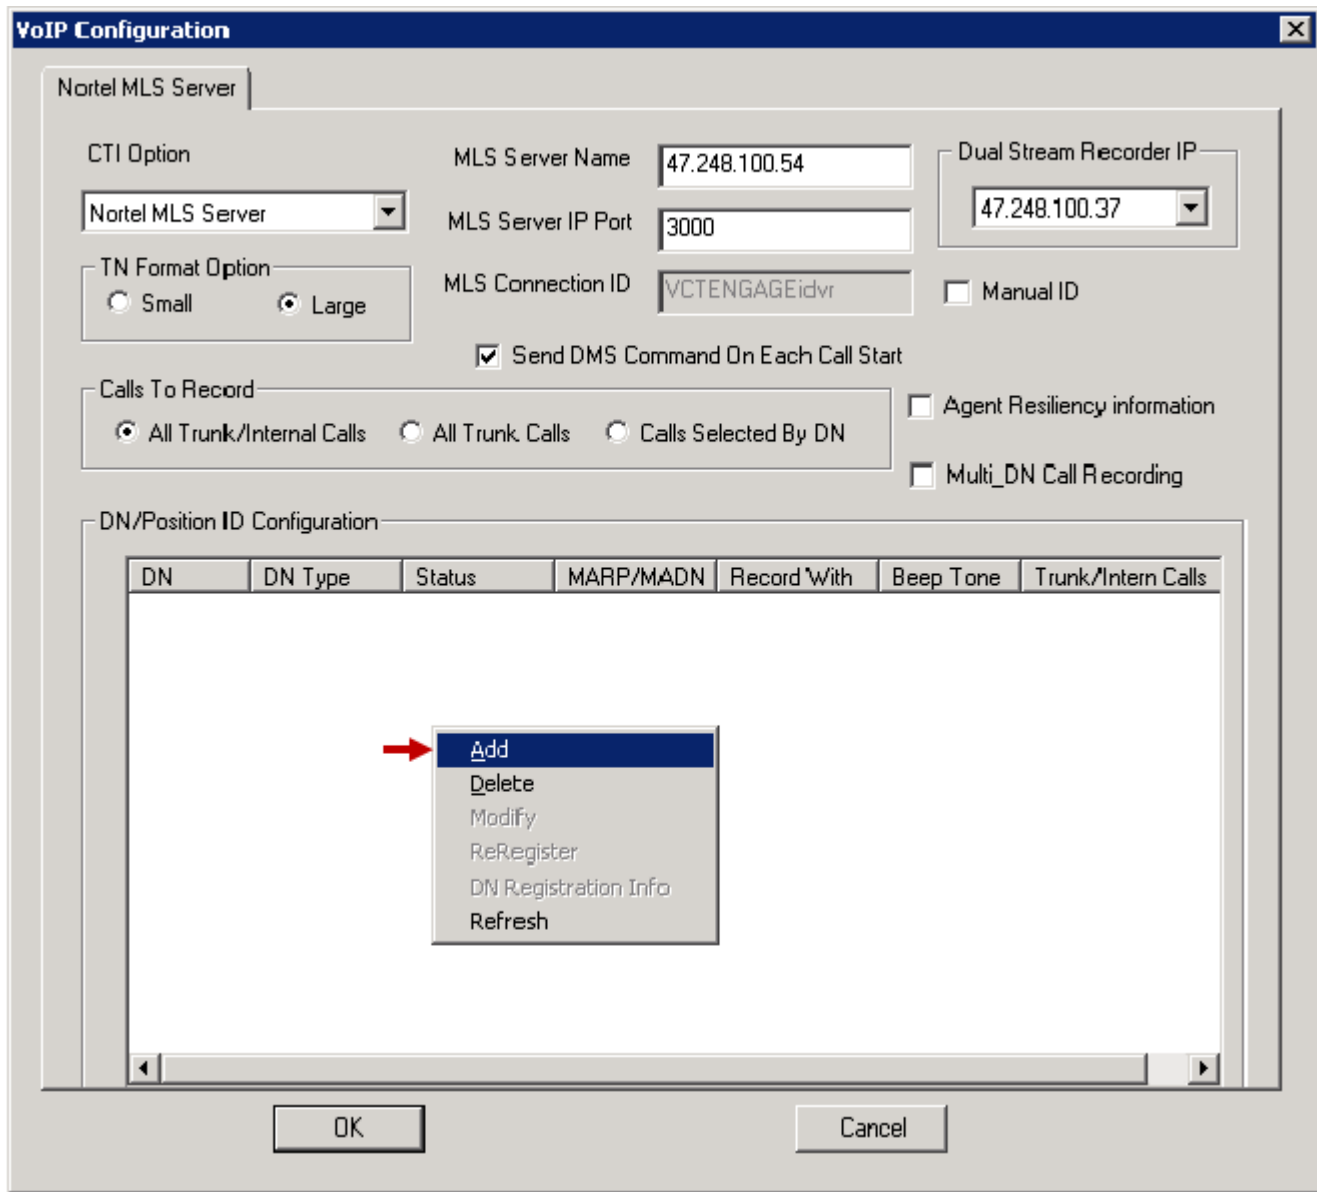 VoIP Configuration
Nortel MLS Server
CTI Option
MLS Server Name
47.248.100.54
Dual Stream Recorder IP
Nortel MLS Server
47.248.100.37
MLS Server IP Port
3000
TN Format Option
MLS Connection ID
VCTENGAGEidvr
Manual ID
Small
Large
Send DMS Command On Each Call Start
Calls To Record
Agent Resiliency information
All Trunk/Internal Calls
All Trunk Calls
Calls Selected By DN
Multi_DN Call Recording
DN/Position ID Configuration
DN DN Type Status MARP/MADN Record With Beep Tone Trunk/Intern Calls
Add
Delete
Modify
ReRegister
DN Registration Info
Refresh
OK
Cancel